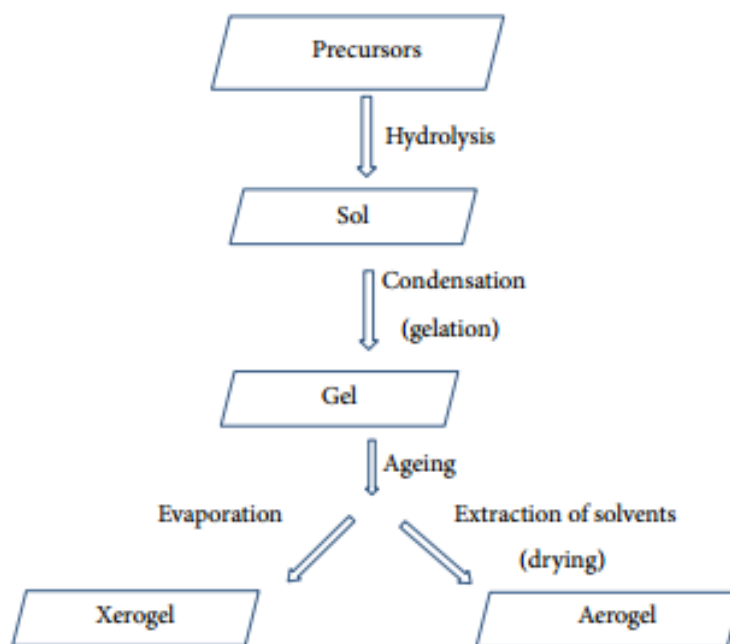 Precursors
Hydrolysis
Sol
Condensation
(gelation)
Gel
Ageing
Evaporation
Extraction of solvents
(drying)
Xerogel
Aerogel